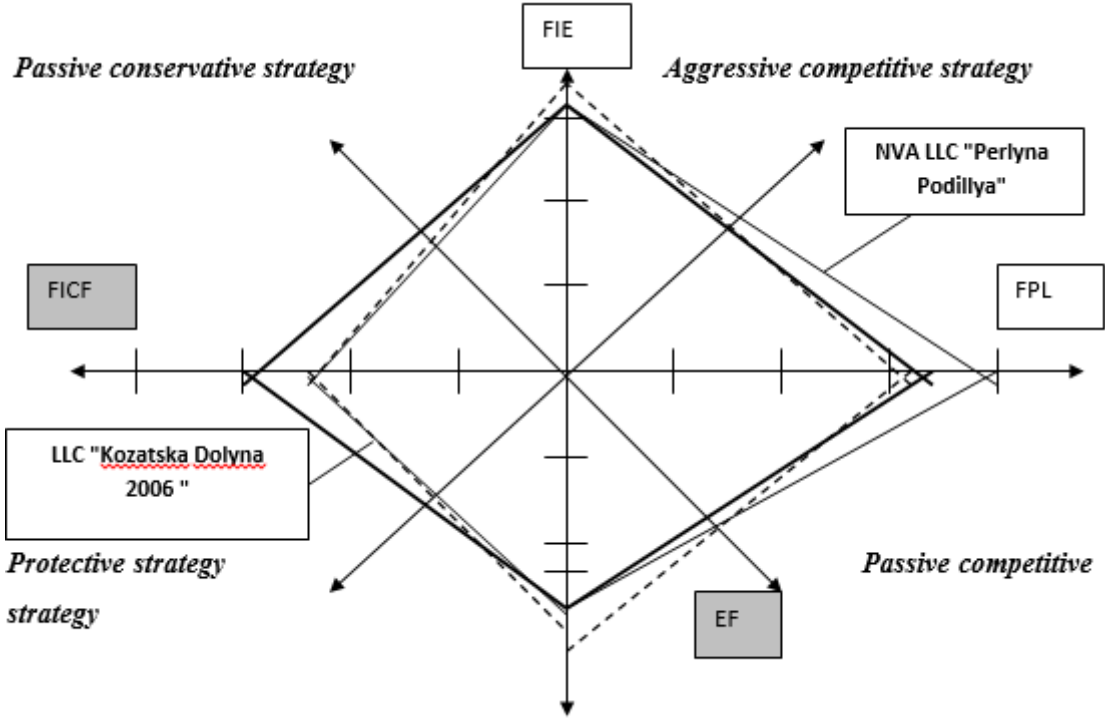 FIE
Passive conservative strategy
Aggressive competitive strategy
NVA LLC "Perlyna
Podillya"
FICF
FPL
LLC "Kozatska Dolyna
2006 "
Protective strategy
strategy
Passive competitive
EF